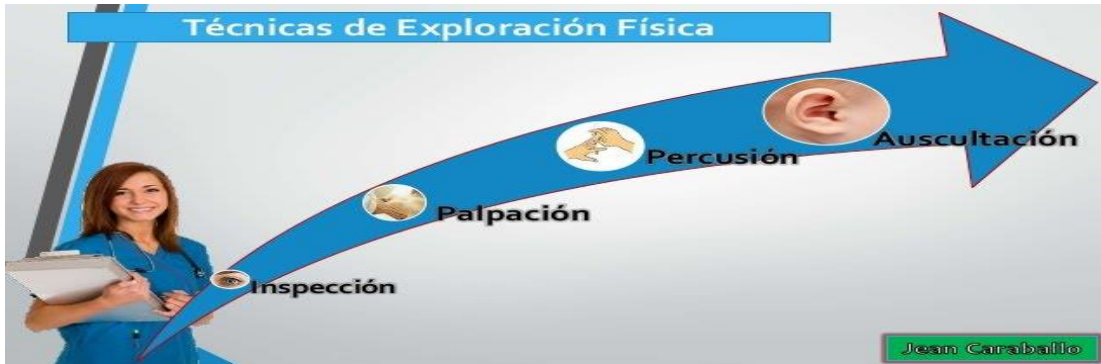 Técnicas de Exploración Física
Inspección
Palpación
Percusión
Auscultación
Jean Caraballo